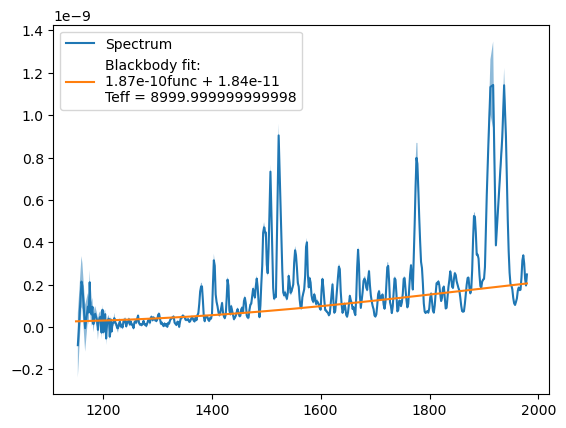 1e−9
1.4
1.2
1.0
0.8
0.6
0.4
0.2
0.0
−0.2
Spectrum
Blackbody fit:
1.87e-10func + 1.84e-11
Teff = 8999.999999999998
1200 1400 1600 1800 2000